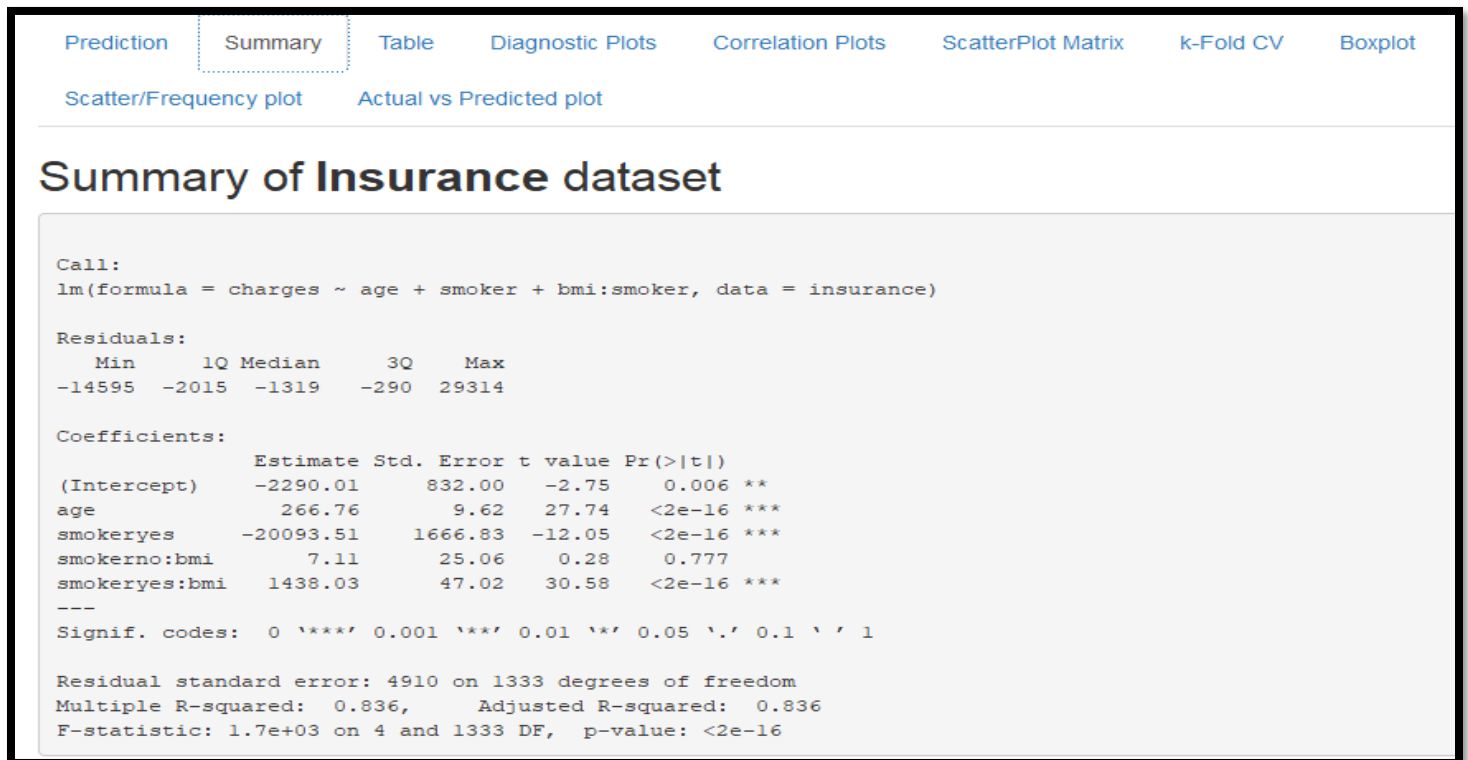 Prediction Summary Table Diagnostic Plots Correlation Plots ScatterPlot Matrix k-Fold CV Boxplot
Scatter/Frequency plot Actual vs Predicted plot
Summary of Insurance dataset
Call:
lm(formula = charges ~ age + smoker + bmi:smoker, data = insurance)
Residuals:
   Min     1Q Median     3Q    Max
-14595  -2015  -1319   -290  29314
Coefficients:
              Estimate Std. Error t value Pr(>|t|)
(Intercept)   -2290.01     832.00   -2.75    0.006 **
age             266.76       9.62   27.74   <2e-16 ***
smokeryes    -20093.51    1666.83  -12.05   <2e-16 ***
smokerno:bmi      7.11      25.06    0.28    0.777
smokeryes:bmi  1438.03      47.02   30.58   <2e-16 ***
---
Signif. codes:  0 ‘***’ 0.001 ‘**’ 0.01 ‘*’ 0.05 ‘.’ 0.1 ‘ ’ 1
Residual standard error: 4910 on 1333 degrees of freedom
Multiple R-squared:  0.836,     Adjusted R-squared:  0.836
F-statistic: 1.7e+03 on 4 and 1333 DF,  p-value: <2e-16